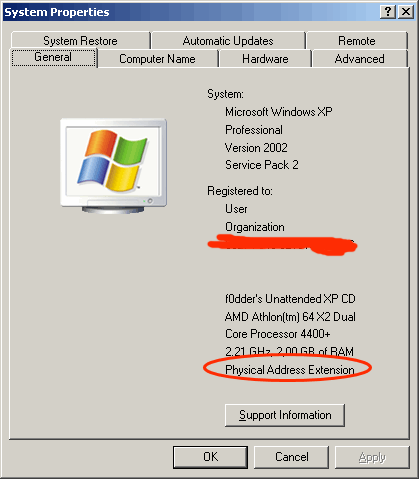 System Properties
System Restore
Automatic Updates
Remote
General
Computer Name
Hardware
Advanced
System:
Microsoft Windows XP
Professional
Version 2002
Service Pack 2
Registered to:
User
Organization
f0dder's Unattended XP CD
AMD Athlon(tm) 64 X2 Dual
Core Processor 4400+
2,21 GHz, 2,00 GB of RAM
Physical Address Extension
Support Information
OK
Cancel
Apply